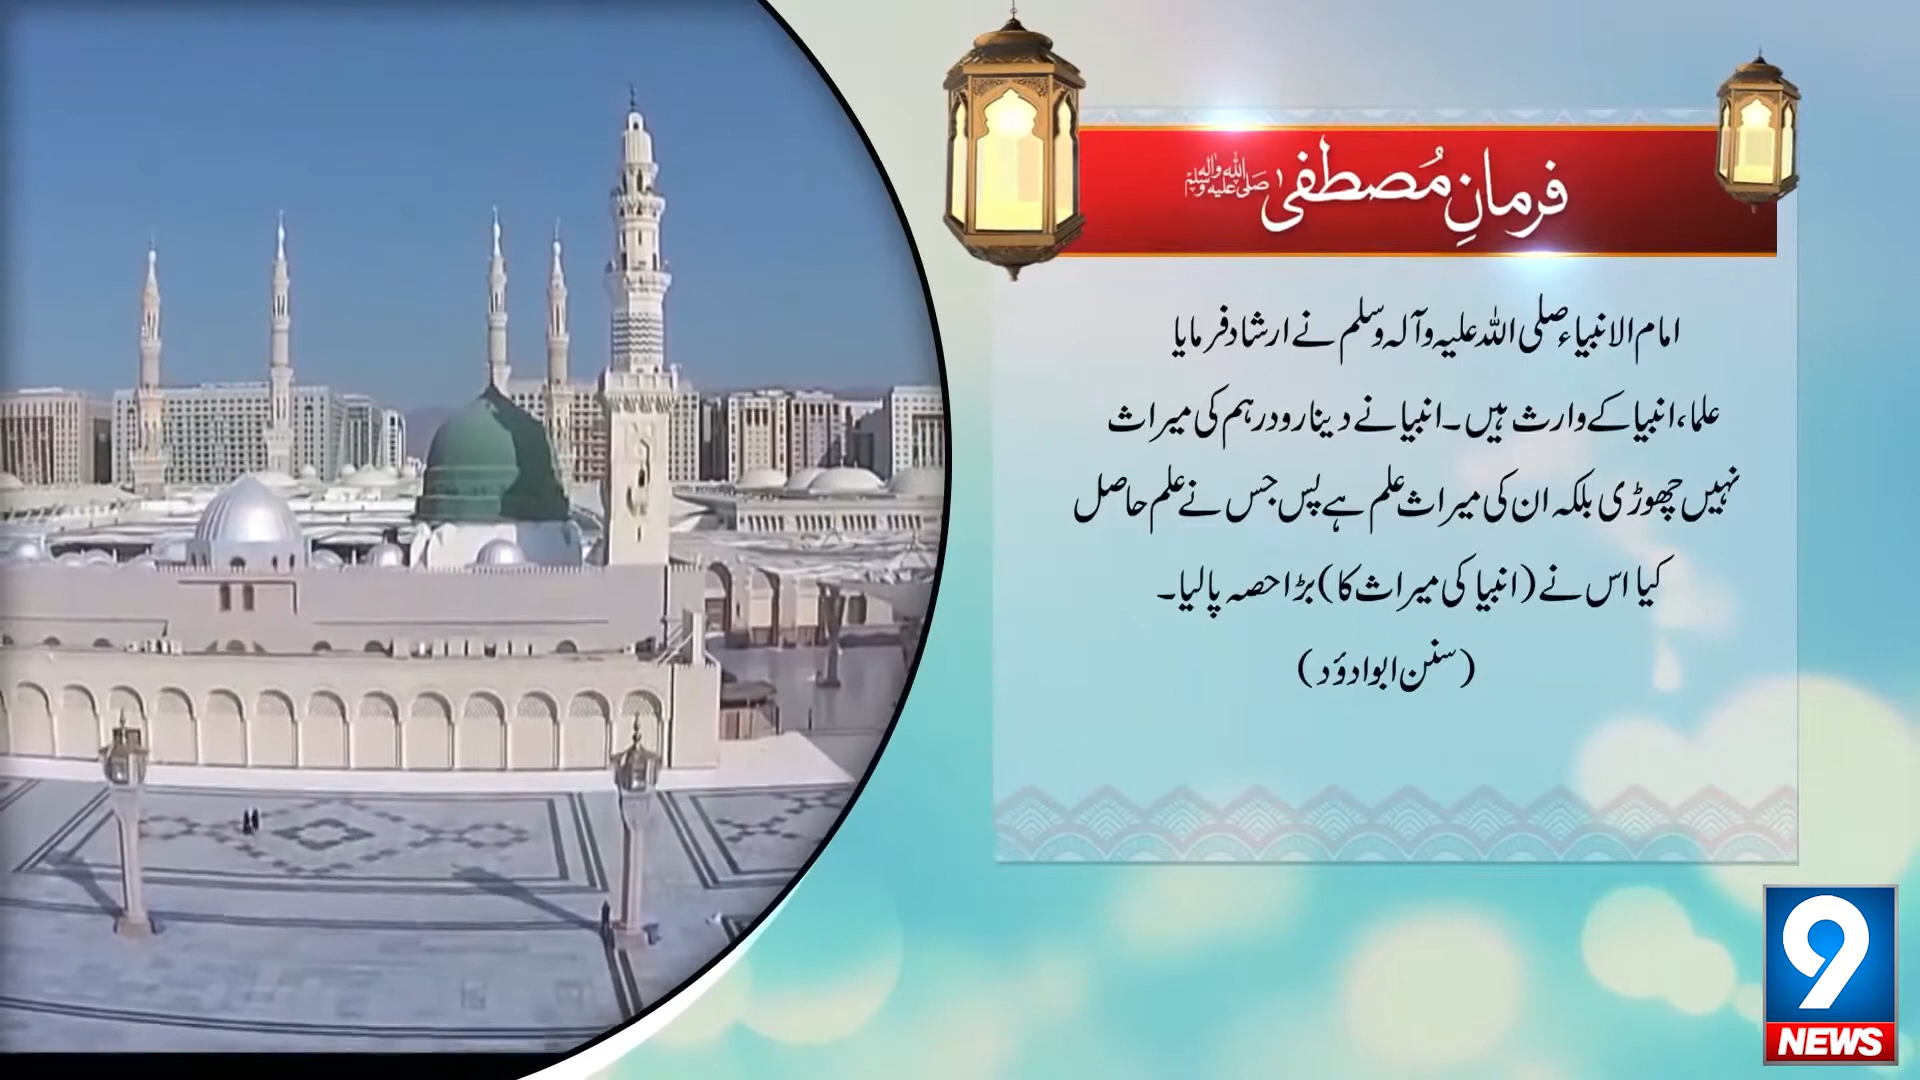 فرمانِ مُصطفیٰ صلی اللہ علیہ وآلہ وسلم
امام الانبیاء صلی اللہ علیہ وآلہ وسلم نے ارشاد فرمایا
علماء، انبیا کے وارث ہیں۔ انبیا نے دینار و درہم کی میراث
نہیں چھوڑی بلکہ ان کی میراث علم ہے پس جس نے علم حاصل
کیا اس نے (انبیا کی میراث کا) بڑا حصہ پالیا۔
(سنن ابوادؤد)
9
NEWS